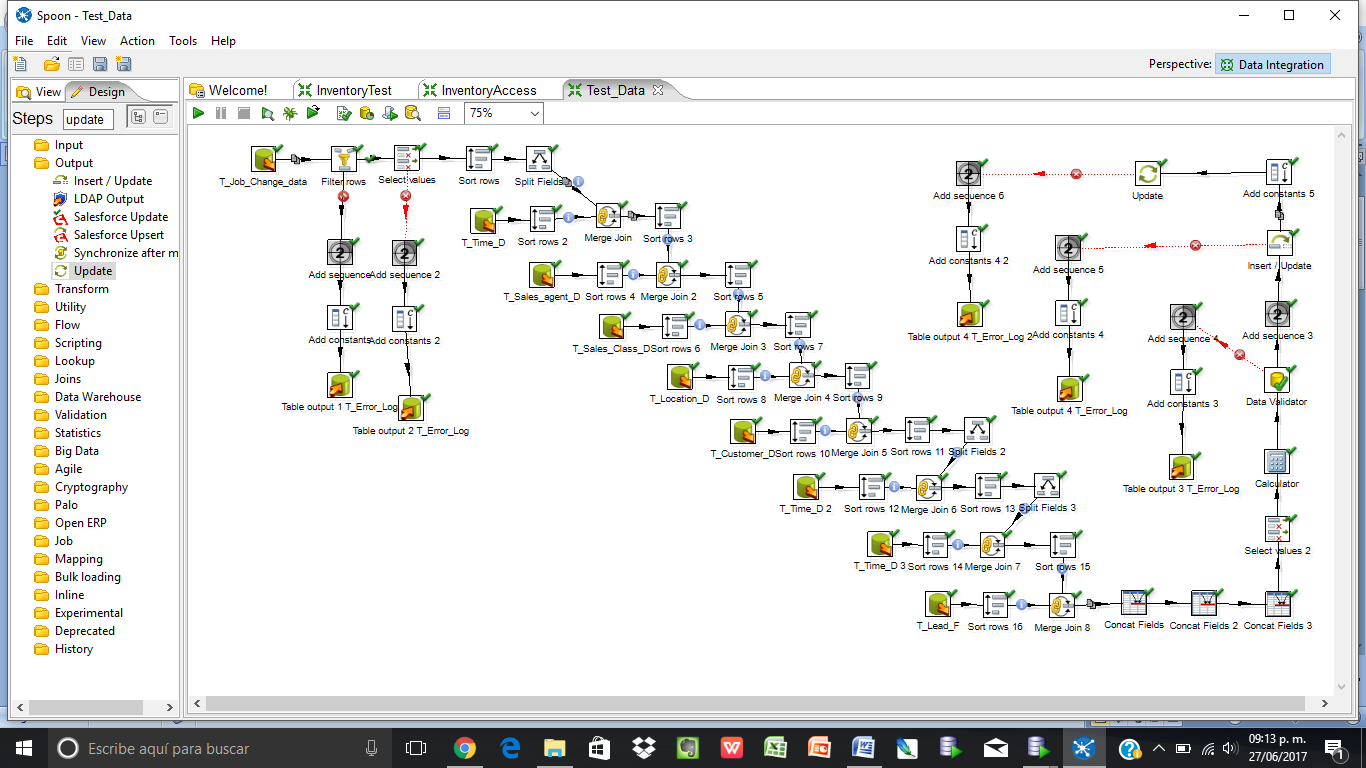 Spoon - Test_Data
File Edit View Action Tools Help
Perspective: Data Integration
View Design
Welcome! InventoryTest InventoryAccess Test_Data
Steps update
75%
Input
Output
Insert / Update
LDAP Output
Salesforce Update
Salesforce Upsert
Synchronize after m
Update
Transform
Utility
Flow
Scripting
Lookup
Joins
Data Warehouse
Validation
Statistics
Big Data
Agile
Cryptography
Palo
Open ERP
Job
Mapping
Bulk loading
Inline
Experimental
Deprecated
History
T_Job_Change_data Filter rows Select values Sort rows Split Fields
Add sequence 6 Update Add constants 5
T_Time_D Sort rows 2 Merge Join Sort rows 3
Add sequence Add sequence 2
Add constants 4 2 Add sequence 5 Insert / Update
T_Sales_agent_D Sort rows 4 Merge Join 2 Sort rows 5
Add constants Add constants 2
Table output 4 T_Error_Log 2 Add constants 4 Add sequence 4 Add sequence 3
T_Sales_Class_D Sort rows 6 Merge Join 3 Sort rows 7
T_Location_D Sort rows 8 Merge Join 4 Sort rows 9
Table output 1 T_Error_Log
Table output 2 T_Error_Log
Table output 4 T_Error_Log Add constants 3 Data Validator
T_Customer_D Sort rows 10 Merge Join 5 Sort rows 11 Split Fields 2
Table output 3 T_Error_Log Calculator
T_Time_D 2 Sort rows 12 Merge Join 6 Sort rows 13 Split Fields 3
Select values 2
T_Time_D 3 Sort rows 14 Merge Join 7 Sort rows 15
T_Lead_F Sort rows 16 Merge Join 8 Concat Fields Concat Fields 2 Concat Fields 3
Escribe aquí para buscar
09:13 p. m.
27/06/2017
1